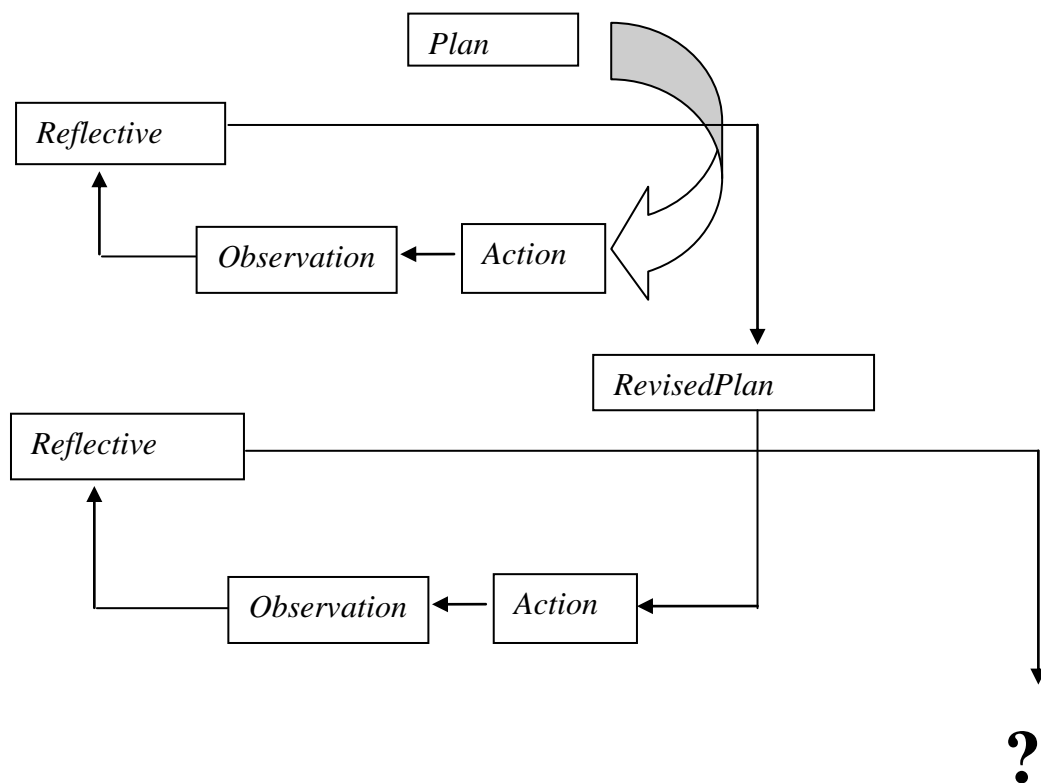 Plan
Reflective
Observation
Action
RevisedPlan
Reflective
Observation
Action
?